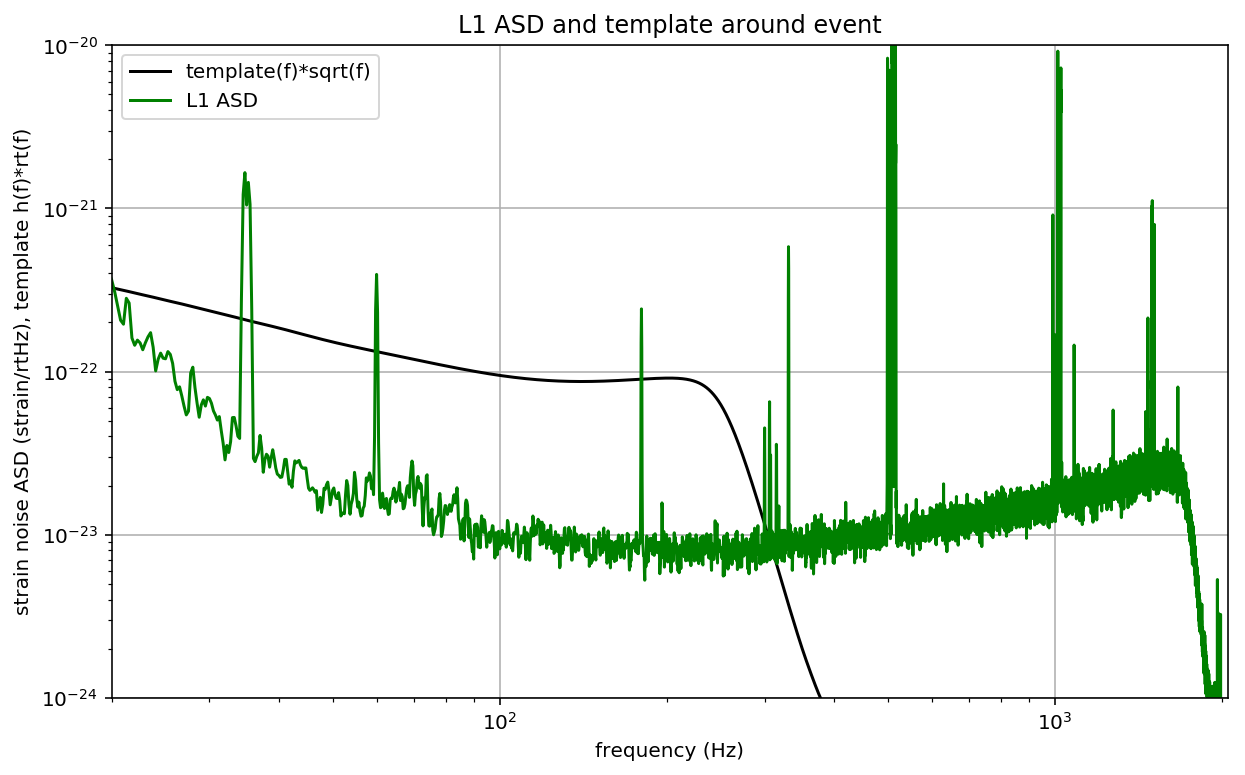 L1 ASD and template around event
template(f)*sqrt(f)
L1 ASD
strain noise ASD (strain/rtHz), template h(f)*rt(f)
10⁻²⁰
10⁻²¹
10⁻²²
10⁻²³
10⁻²⁴
10²
10³
frequency (Hz)